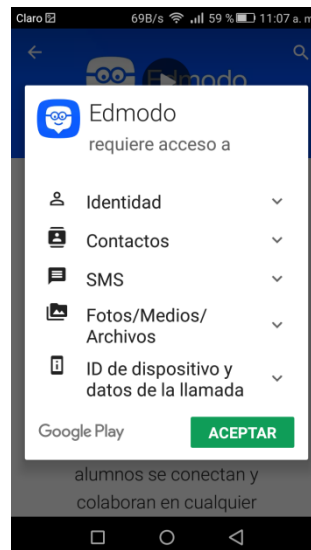 Claro 69B/s 59 % 11:07 a. m
Edmodo
Edmodo
requiere acceso a
Identidad
Contactos
SMS
Fotos/Medios/
Archivos
ID de dispositivo y
datos de la llamada
Google Play ACEPTAR
alumnos se conectan y
colaboran en cualquier